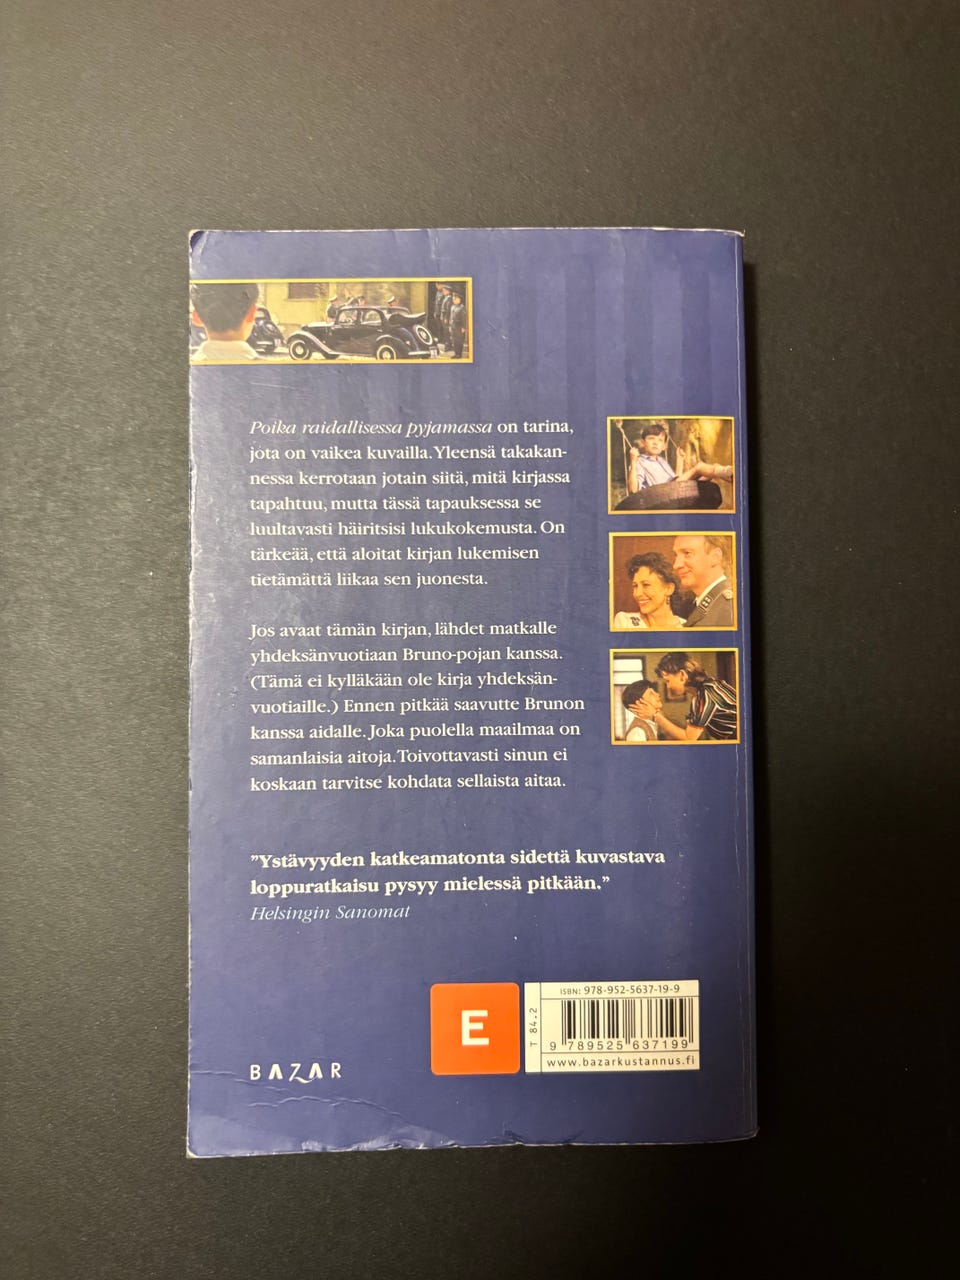 Poika raidallisessa pyjamassa on tarina,
jota on vaikea kuvailla. Yleensä takakan-
nessa kerrotaan jotain siitä, mitä kirjassa
tapahtuu, mutta tässä tapauksessa se
luultavasti häiritsisi lukukokemusta. On
tärkeää, että aloitat kirjan lukemisen
tietämättä liikaa sen juonesta.
Jos avaat tämän kirjan, lähdet matkalle
yhdeksänvuotiaan Bruno-pojan kanssa.
(Tämä ei kylläkään ole kirja yhdeksän-
vuotiaille.) Ennen pitkää saavutte Brunon
kanssa aidalle. Joka puolella maailmaa on
samanlaisia aitoja. Toivottavasti sinun ei
koskaan tarvitse kohdata sellaista aitaa.
”Ystävyyden katkeamatonta sidettä kuvastava
loppuratkaisu pysyy mielessä pitkään.”
Helsingin Sanomat
BAZAR
E
T 84.2
ISBN: 978-952-5637-19-9
9 789525 637199
www.bazarkustannus.fi